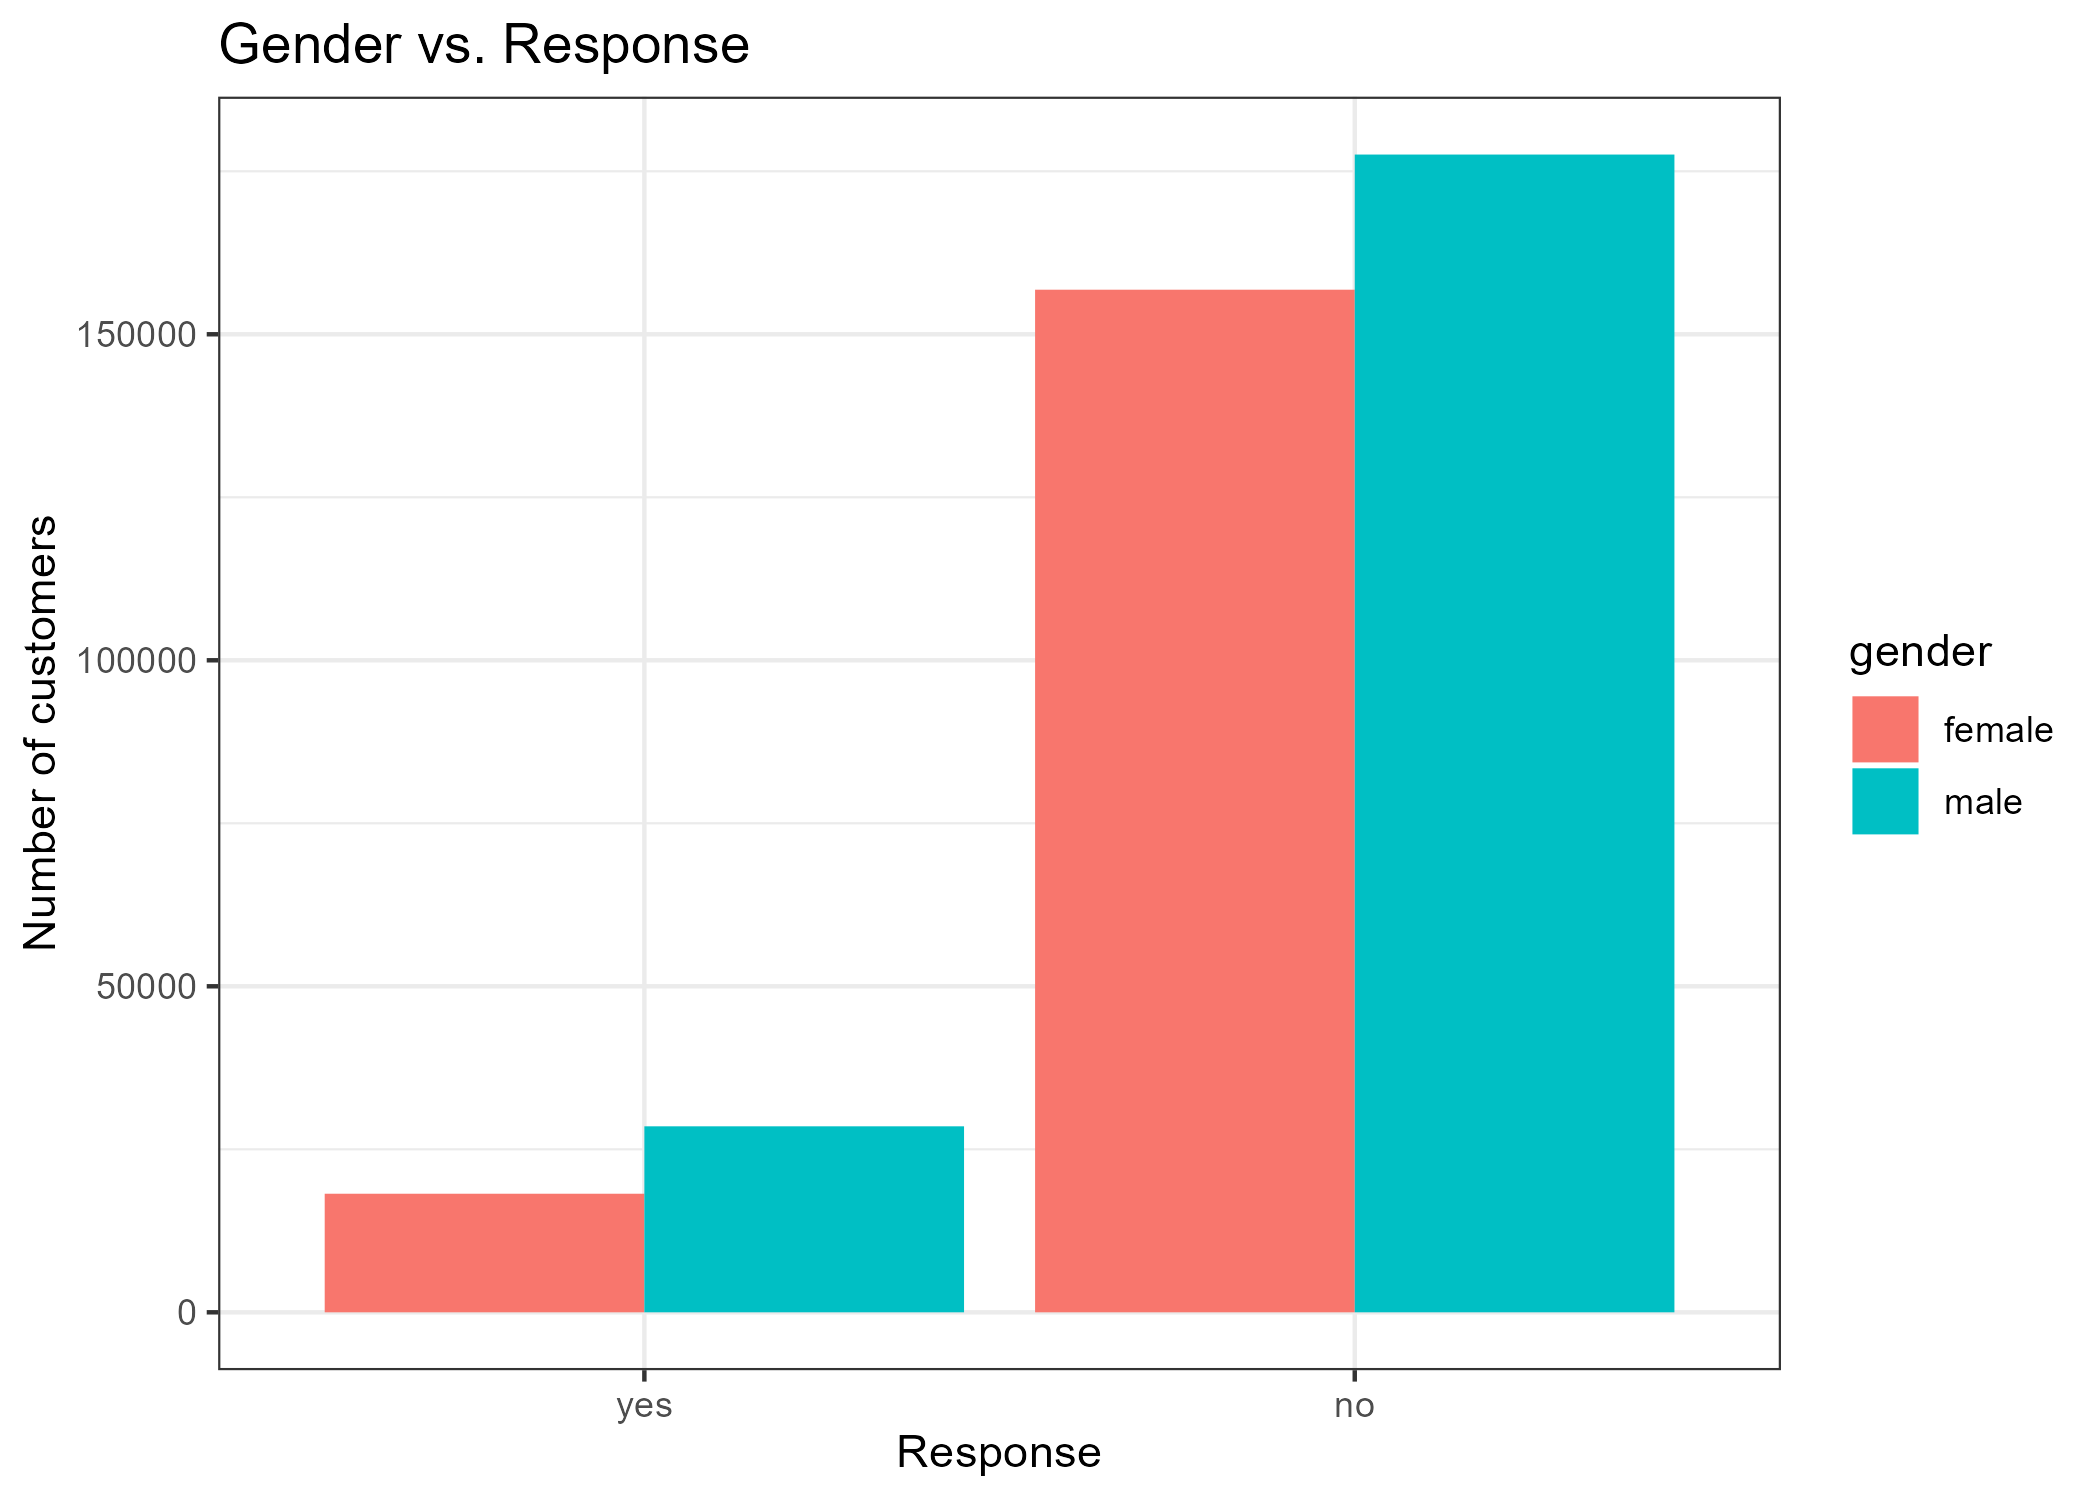 Gender vs. Response
Number of customers
150000
100000
50000
0
yes
no
Response
gender
female
male